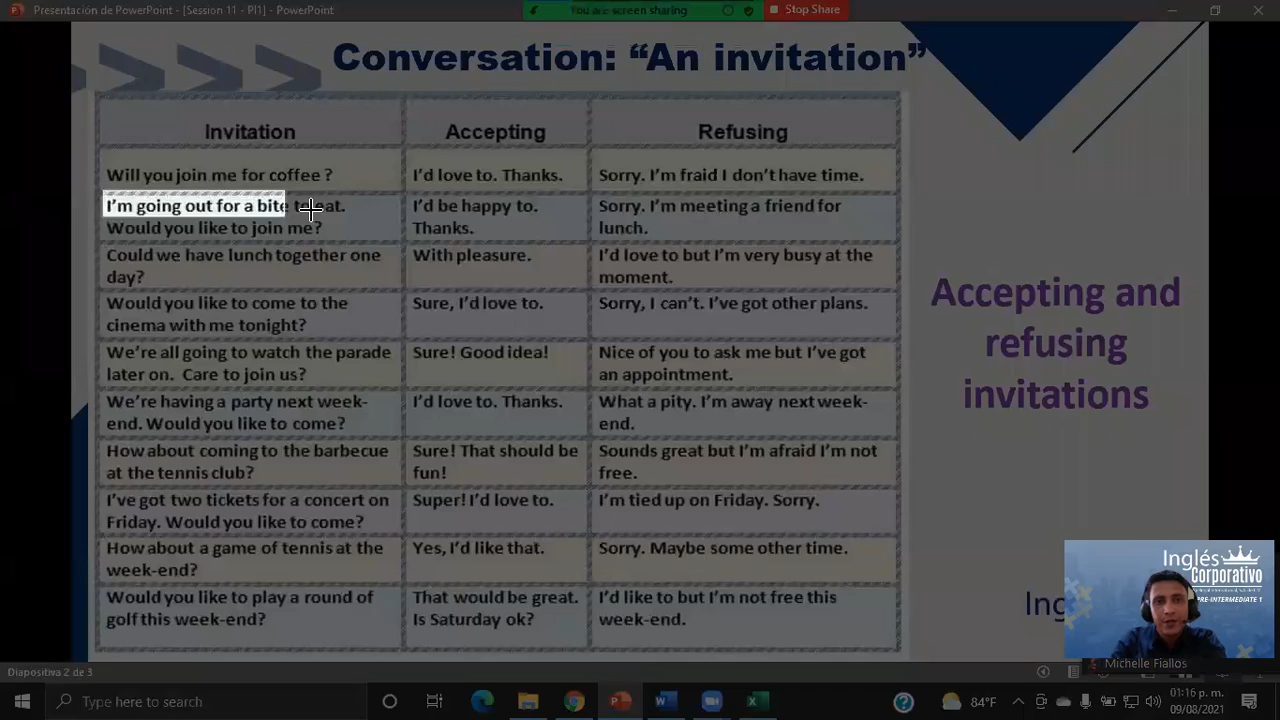 Presentación de PowerPoint - [Session 11 - PI1] - PowerPoint
You are screen sharing
Stop Share
Conversation: “An invitation”
Invitation
Accepting
Refusing
Will you join me for coffee ?
I'd love to. Thanks.
Sorry. I'm fraid I don't have time.
I'm going out for a bite to eat.
Would you like to join me?
I'd be happy to.
Thanks.
Sorry. I'm meeting a friend for
lunch.
Could we have lunch together one
day?
With pleasure.
I'd love to but I'm very busy at the
moment.
Would you like to come to the
cinema with me tonight?
Sure, I'd love to.
Sorry, I can't. I've got other plans.
We're all going to watch the parade
later on. Care to join us?
Sure! Good idea!
Nice of you to ask me but I've got
an appointment.
We're having a party next week-
end. Would you like to come?
I'd love to. Thanks.
What a pity. I'm away next week-
end.
How about coming to the barbecue
at the tennis club?
Sure! That should be
fun!
Sounds great but I'm afraid I'm not
free.
I've got two tickets for a concert on
Friday. Would you like to come?
Super! I'd love to.
I'm tied up on Friday. Sorry.
How about a game of tennis at the
week-end?
Yes, I'd like that.
Sorry. Maybe some other time.
Would you like to play a round of
golf this week-end?
That would be great.
Is Saturday ok?
I'd like to but I'm not free this
week-end.
Accepting and
refusing
invitations
Ing
Inglés
Corporativo
PRE-INTERMEDIATE 1
Michelle Fiallos
Diapositiva 2 de 3
Type here to search
84°F
01:16 p. m.
09/08/2021